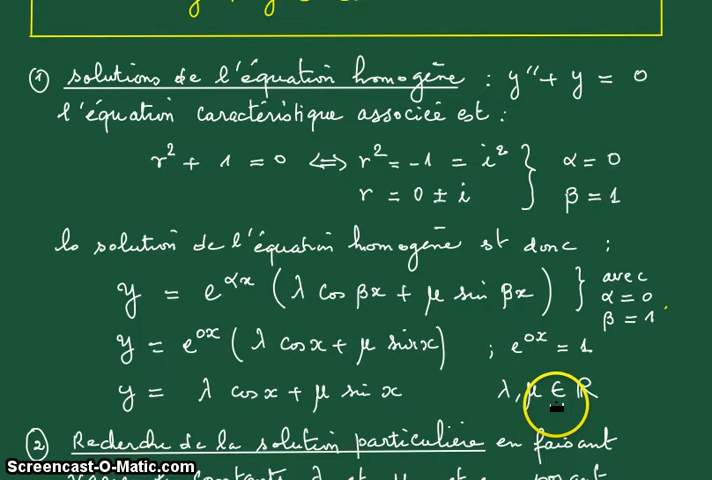 ① solutions de l'équation homogène : y'' + y = 0
l'équation caractéristique associée est :
r² + 1 = 0 ⟺ r² = -1 = i² } α = 0
r = 0 ± i } β = 1
la solution de l'équation homogène est donc :
y = e^αx (λ cos βx + μ sin βx) } avec α = 0 β = 1
y = e^0x (λ cos x + μ sin x) ; e^0x = 1
y = λ cos x + μ sin x λ, μ ∈ ℝ
② Recherche de la solution particulière en faisant
Screencast-O-Matic.com